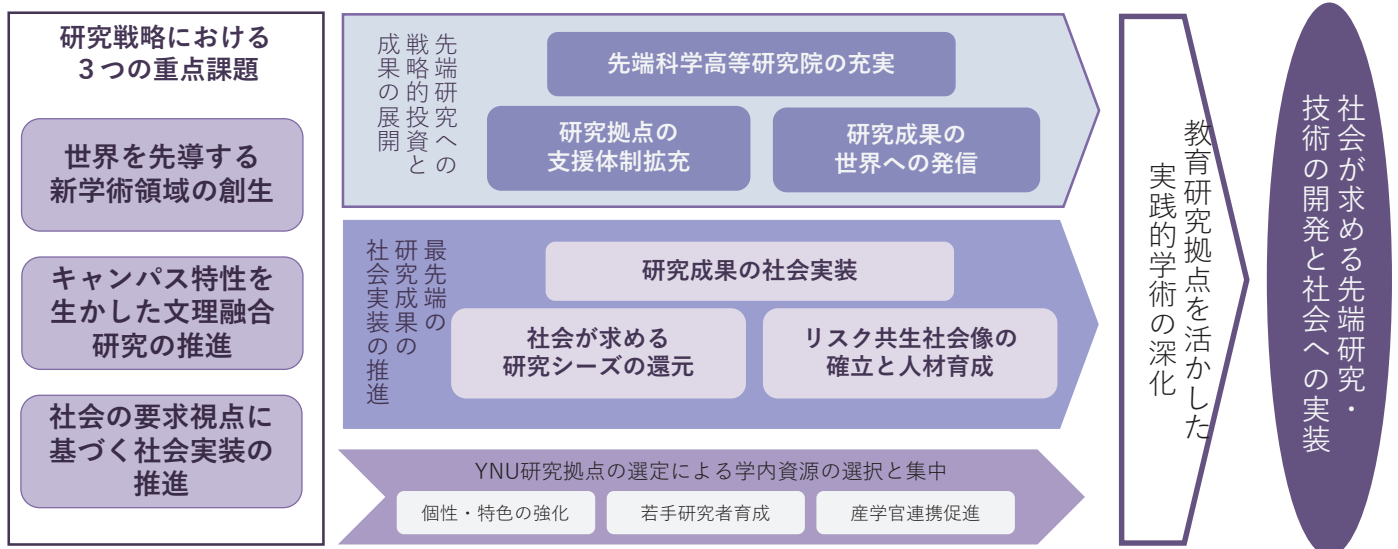 研究戦略における
３つの重点課題
世界を先導する
新学術領域の創生
キャンパス特性を
生かした文理融合
研究の推進
社会の要求視点に
基づく社会実装の
推進
先端研究への
戦略的投資と
成果の展開
先端科学高等研究院の充実
研究拠点の
支援体制拡充
研究成果の
世界への発信
最先端の
研究成果の
社会実装の推進
研究成果の社会実装
社会が求める
研究シーズの還元
リスク共生社会像の
確立と人材育成
YNU研究拠点の選定による学内資源の選択と集中
個性・特色の強化
若手研究者育成
産学官連携促進
教育研究拠点を活かした
実践的学術の深化
社会が求める先端研究・
技術の開発と社会への実装